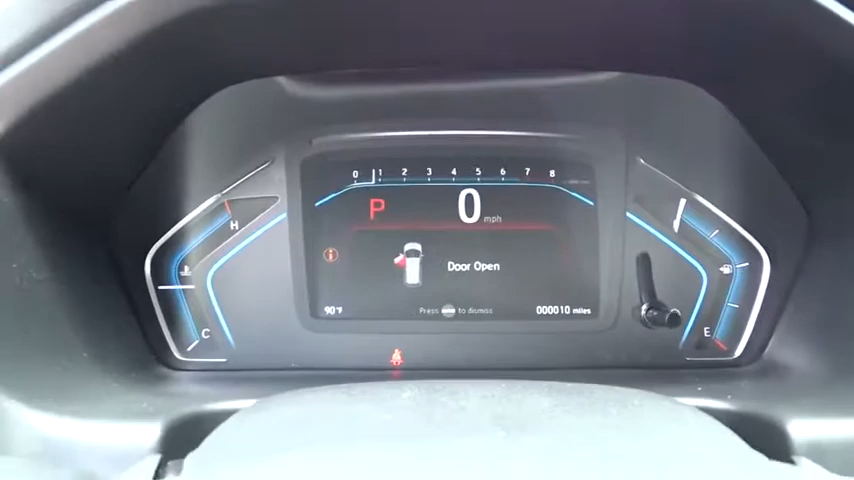 0 1 2 3 4 5 6 7 8
P
0 mph
H
Door Open
90°F
Press to dismiss
000010 miles
C
E